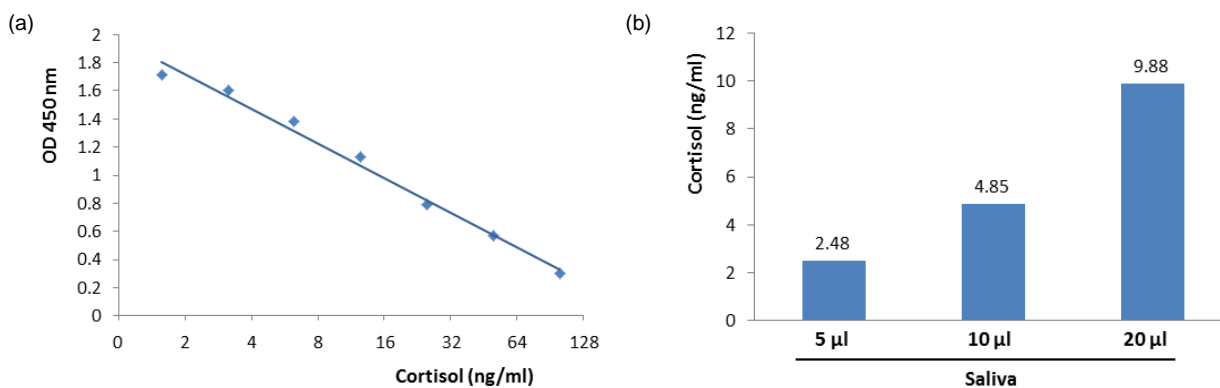 (a)
2
1.8
1.6
1.4
1.2
1
0.8
0.6
0.4
0.2
0
OD 450 nm
0 2 4 8 16 32 64 128
Cortisol (ng/ml)
(b)
12
10
8
6
4
2
0
Cortisol (ng/ml)
2.48
4.85
9.88
5 µl 10 µl 20 µl
Saliva